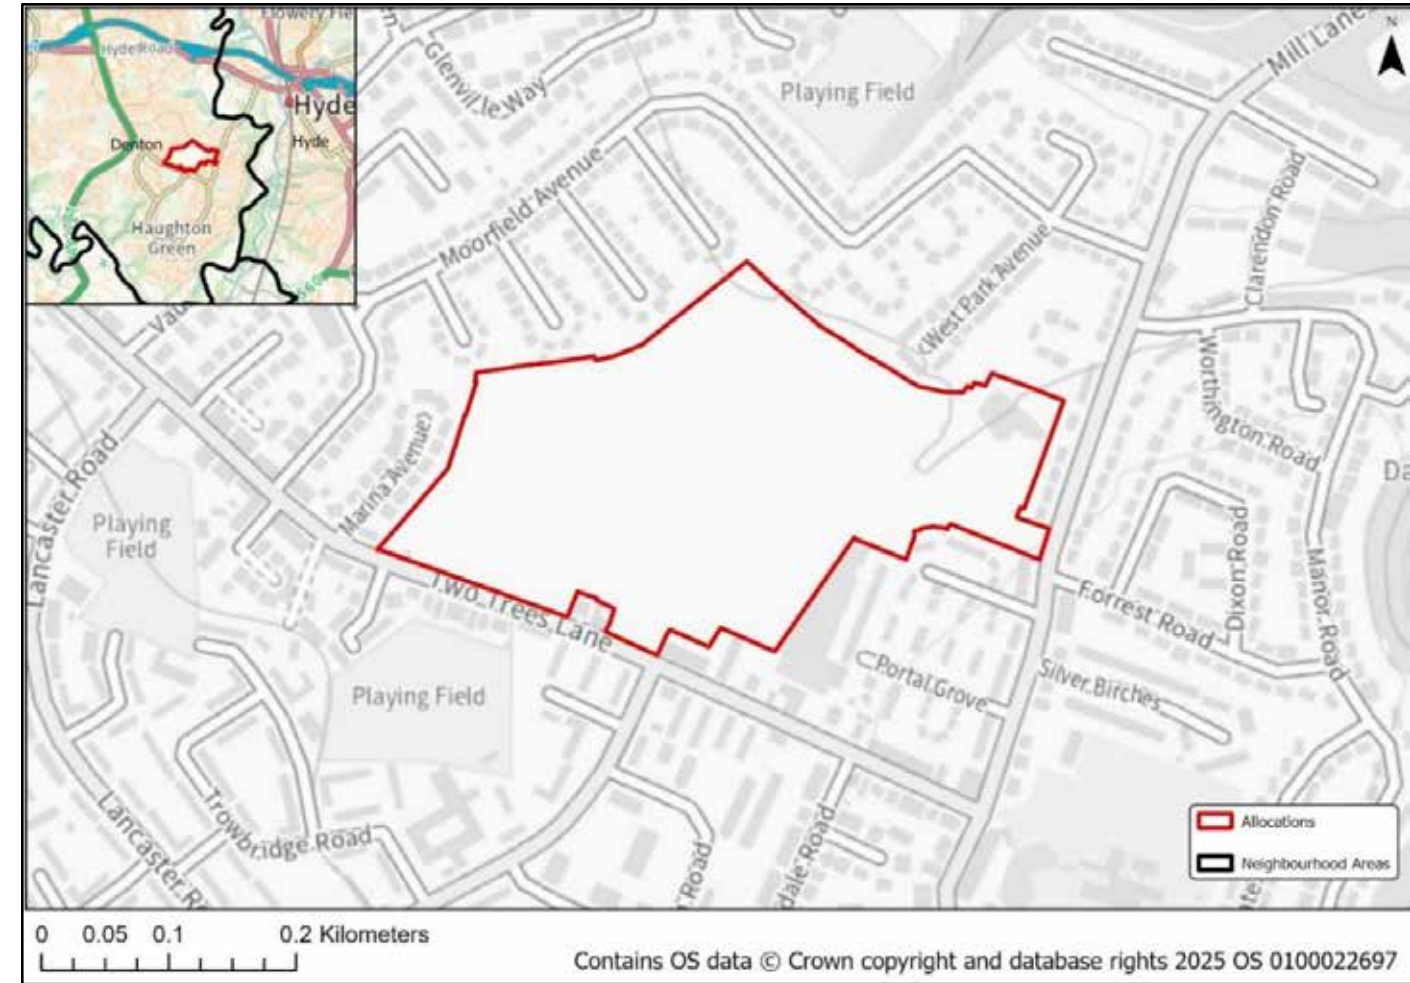 Flowery Fie
Hyde Road
Hyde
Denton
Hyde
Haughton
Green
Glenville Way
Playing Field
Mill Lane
N
Moorfield Avenue
Clarendon Road
West Park Avenue
Worthington Road
Marina Avenue
Lancaster Road
Playing
Field
Two Trees Lane
Playing Field
Portal Grove
Forrest Road
Dixon Road
Manor Road
Silver Birches
Da
Trowbridge Road
Lancaster R
r Road
dale Road
Allocations
Neighbourhood Areas
0 0.05 0.1 0.2 Kilometers
Contains OS data © Crown copyright and database rights 2025 OS 0100022697